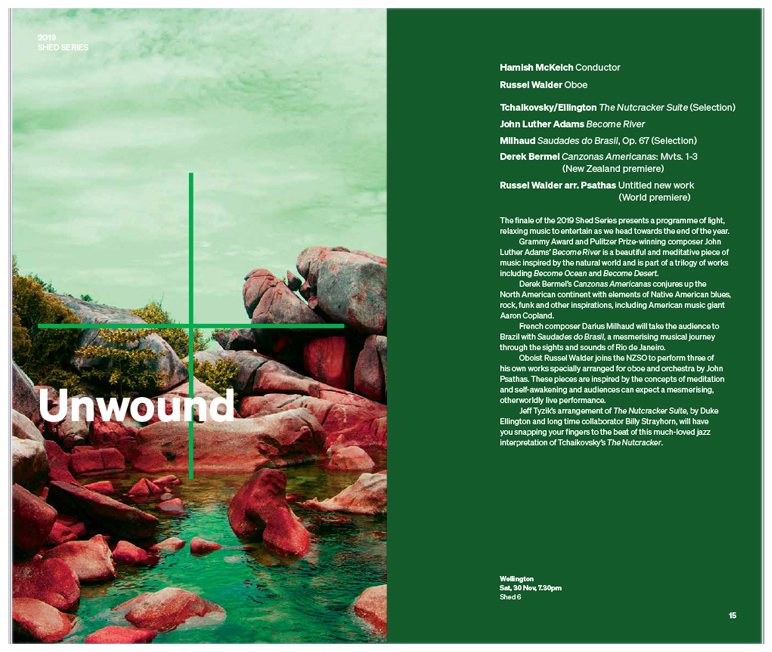 2019
SHED SERIES
Unwound
Hamish McKeich Conductor
Russel Walder Oboe
Tchaikovsky/Ellington The Nutcracker Suite (Selection)
John Luther Adams Become River
Milhaud Saudades do Brasil, Op. 67 (Selection)
Derek Bermel Canzonas Americanas: Mvts. 1-3
(New Zealand premiere)
Russel Walder arr. Psathas Untitled new work
(World premiere)
The finale of the 2019 Shed Series presents a programme of light,
relaxing music to entertain as we head towards the end of the year.
Grammy Award and Pulitzer Prize-winning composer John
Luther Adams' Become River is a beautiful and meditative piece of
music inspired by the natural world and is part of a trilogy of works
including Become Ocean and Become Desert.
Derek Bermel's Canzonas Americanas conjures up the
North American continent with elements of Native American blues,
rock, funk and other inspirations, including American music giant
Aaron Copland.
French composer Darius Milhaud will take the audience to
Brazil with Saudades do Brasil, a mesmerising musical journey
through the sights and sounds of Rio de Janeiro.
Oboist Russel Walder joins the NZSO to perform three of
his own works specially arranged for oboe and orchestra by John
Psathas. These pieces are inspired by the concepts of meditation
and self-awakening and audiences can expect a mesmerising,
otherworldly live performance.
Jeff Tyzik's arrangement of The Nutcracker Suite, by Duke
Ellington and long time collaborator Billy Strayhorn, will have
you snapping your fingers to the beat of this much-loved jazz
interpretation of Tchaikovsky's The Nutcracker.
Wellington
Sat, 30 Nov, 7.30pm
Shed 6
15